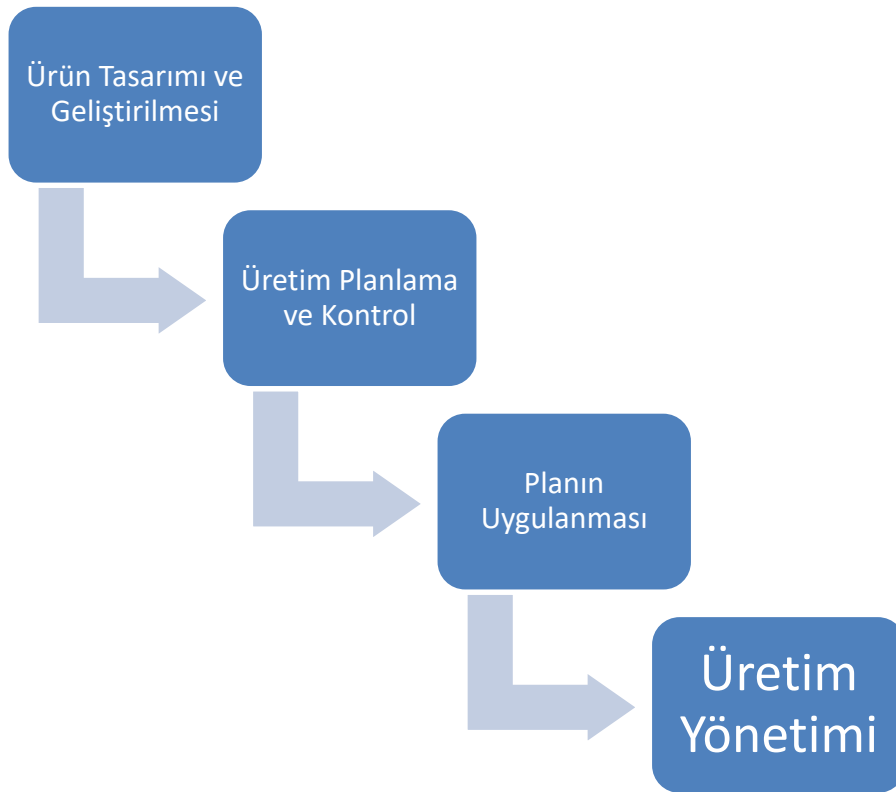 Ürün Tasarımı ve
Geliştirilmesi
Üretim Planlama
ve Kontrol
Planın
Uygulanması
Üretim
Yönetimi